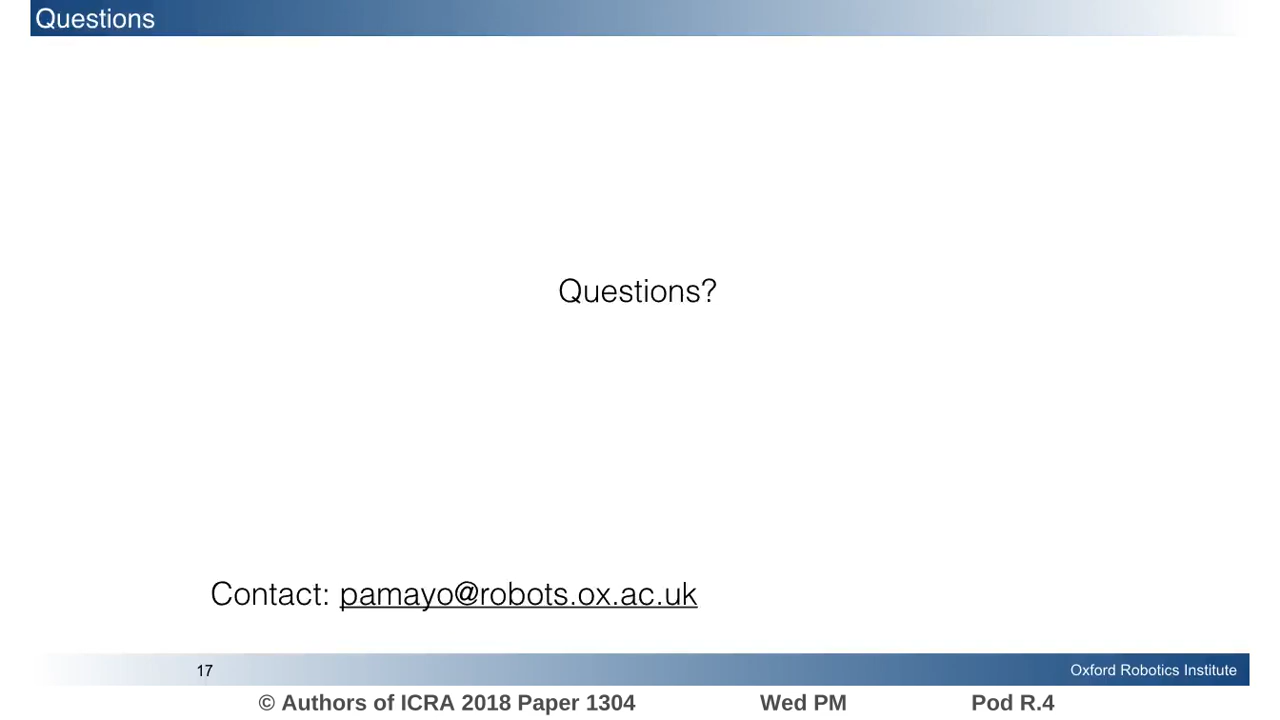 Questions
Questions?
Contact: pamayo@robots.ox.ac.uk
17 Oxford Robotics Institute
© Authors of ICRA 2018 Paper 1304 Wed PM Pod R.4